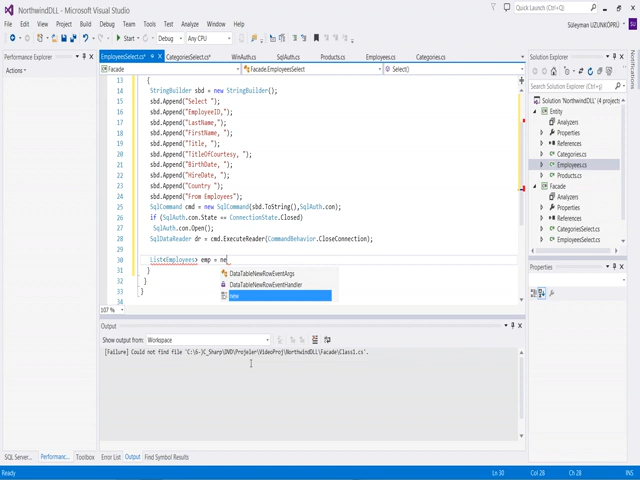 NorthwindDLL - Microsoft Visual Studio
Quick Launch (Ctrl+Q)
File Edit View Project Build Debug Team Tools Test Analyze Window Help
Süleyman UZUNKÖPRÜ
Start Debug Any CPU
Performance Explorer
Actions
EmployeesSelect.cs* CategoriesSelect.cs* WinAuth.cs SqlAuth.cs Products.cs Employees.cs Categories.cs
Facade Facade.EmployeeSelect Select()
13 {
14 StringBuilder sbd = new StringBuilder();
15 sbd.Append("Select ");
16 sbd.Append("EmployeeID,");
17 sbd.Append("LastName,");
18 sbd.Append("FirstName, ");
19 sbd.Append("Title, ");
20 sbd.Append("TitleOfCourtesy, ");
21 sbd.Append("BirthDate, ");
22 sbd.Append("HireDate, ");
23 sbd.Append("Country ");
24 sbd.Append("From Employees");
25 SqlCommand cmd = new SqlCommand(sbd.ToString(),SqlAuth.con);
26 if (SqlAuth.con.State == ConnectionState.Closed)
27 SqlAuth.con.Open();
28 SqlDataReader dr = cmd.ExecuteReader(CommandBehavior.CloseConnection);
29
30 List<Employees> emp = ne
31 }
32 }
33 }
34
DataTableNewRowEventArgs
DataTableNewRowEventHandler
new
107 %
Output
Show output from: Workspace
[Failure] Could not find file 'C:\6-)C_Sharp\DVD\Projeler\VideoProj\NorthwindDLL\Facade\Class1.cs'.
Solution Explorer
Search Solution Explorer (Ctrl+
Solution 'NorthwindDLL' (4 projects)
Entity
Analyzers
Properties
References
Categories.cs
Employees.cs
Products.cs
Facade
Analyzers
Properties
References
CategoriesSelect.cs
EmployeesSelect.cs
Properties
Notifications
SQL Server... Performanc... Toolbox Error List Output Find Symbol Results
Ready Ln 30 Col 28 Ch 28 INS